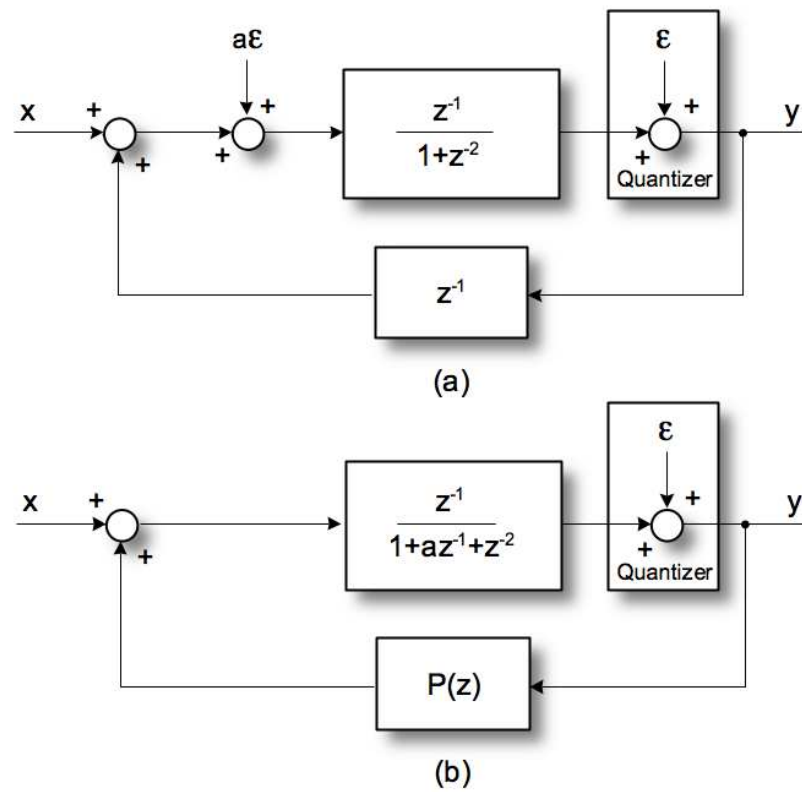 aε
ε
x
+
+
+
+
z⁻¹
1+z⁻²
+
+
y
Quantizer
z⁻¹
(a)
ε
x
+
+
z⁻¹
1+az⁻¹+z⁻²
+
+
y
Quantizer
P(z)
(b)